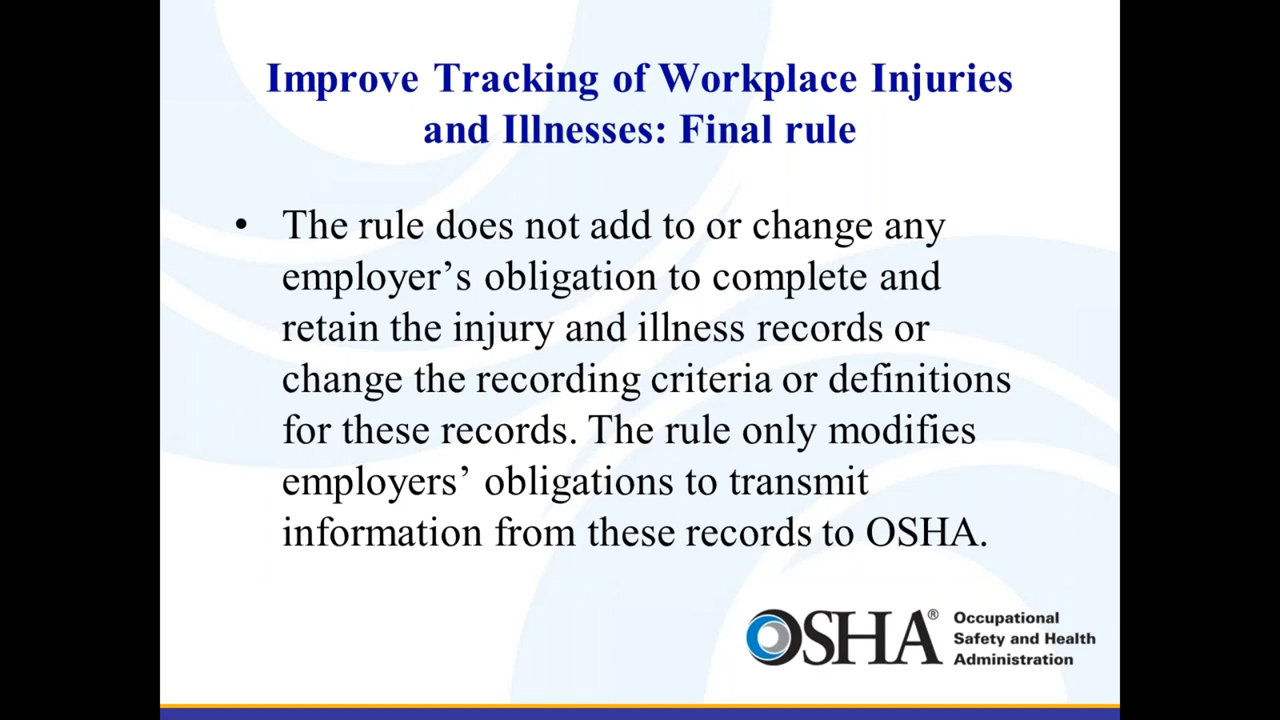 Improve Tracking of Workplace Injuries
and Illnesses: Final rule
• The rule does not add to or change any
employer’s obligation to complete and
retain the injury and illness records or
change the recording criteria or definitions
for these records. The rule only modifies
employers’ obligations to transmit
information from these records to OSHA.
OSHA®
Occupational
Safety and Health
Administration